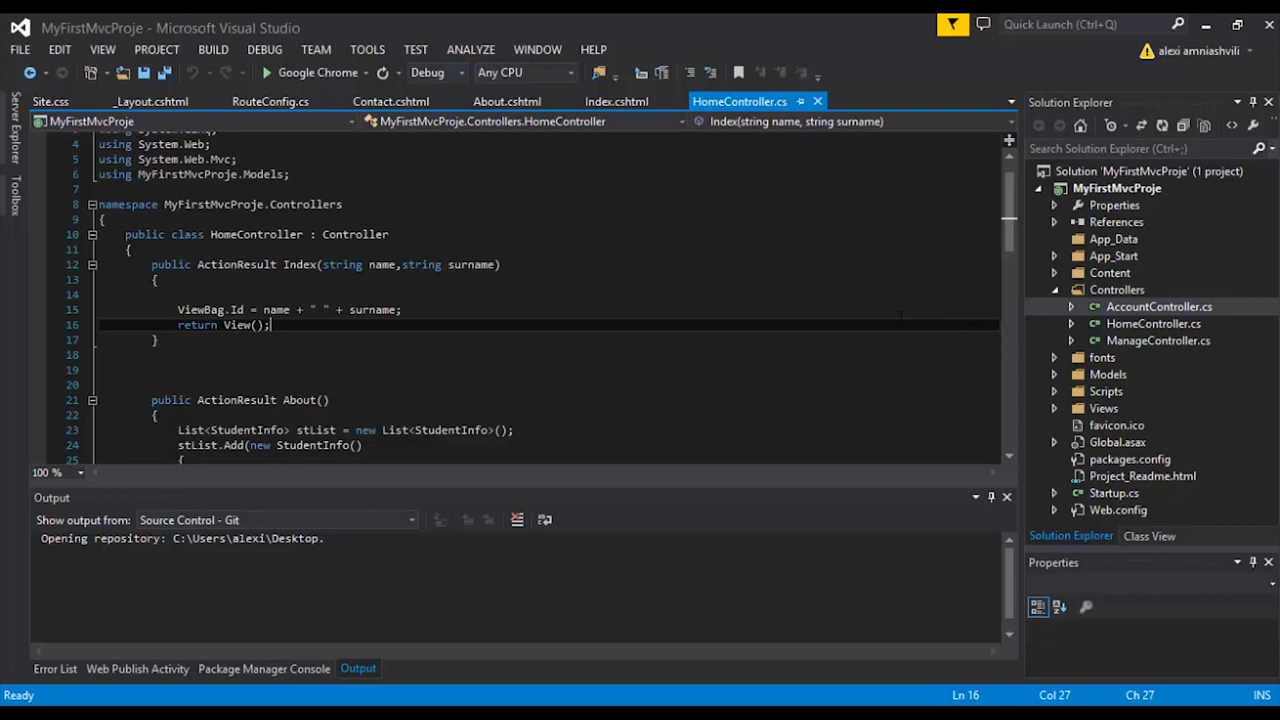 MyFirstMvcProje - Microsoft Visual Studio
Quick Launch (Ctrl+Q)
FILE EDIT VIEW PROJECT BUILD DEBUG TEAM TOOLS TEST ANALYZE WINDOW HELP
alexi amniashvili
Google Chrome
Debug
Any CPU
Site.css _Layout.cshtml RouteConfig.cs Contact.cshtml About.cshtml Index.cshtml HomeController.cs
MyFirstMvcProje
MyFirstMvcProje.Controllers.HomeController
Index(string name, string surname)
Server Explorer
Toolbox
4 using System.Web;
5 using System.Web.Mvc;
6 using MyFirstMvcProje.Models;
7
8 namespace MyFirstMvcProje.Controllers
9 {
10 public class HomeController : Controller
11 {
12 public ActionResult Index(string name,string surname)
13 {
14
15 ViewBag.Id = name + " " + surname;
16 return View();
17 }
18
19
20
21 public ActionResult About()
22 {
23 List<StudentInfo> stList = new List<StudentInfo>();
24 stList.Add(new StudentInfo()
25 {
100 %
Output
Show output from: Source Control - Git
Opening repository: C:\Users\alexi\Desktop.
Error List Web Publish Activity Package Manager Console Output
Solution Explorer
Search Solution Explorer (Ctrl+;)
Solution 'MyFirstMvcProje' (1 project)
MyFirstMvcProje
Properties
References
App_Data
App_Start
Content
Controllers
AccountController.cs
HomeController.cs
ManageController.cs
fonts
Models
Scripts
Views
favicon.ico
Global.asax
packages.config
Project_Readme.html
Startup.cs
Web.config
Solution Explorer Class View
Properties
Ready
Ln 16 Col 27 Ch 27 INS